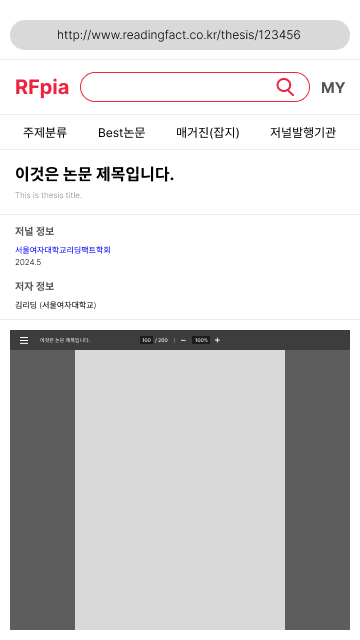 http://www.readingfact.co.kr/thesis/123456
RFpia
MY
주제분류 Best논문 매거진(잡지) 저널발행기관
이것은 논문 제목입니다.
This is thesis title.
저널 정보
서울여자대학교리딩팩트학회
2024.5
저자 정보
김리딩 (서울여자대학교)
이것은 논문 제목입니다. 100 / 200 | − 100% +